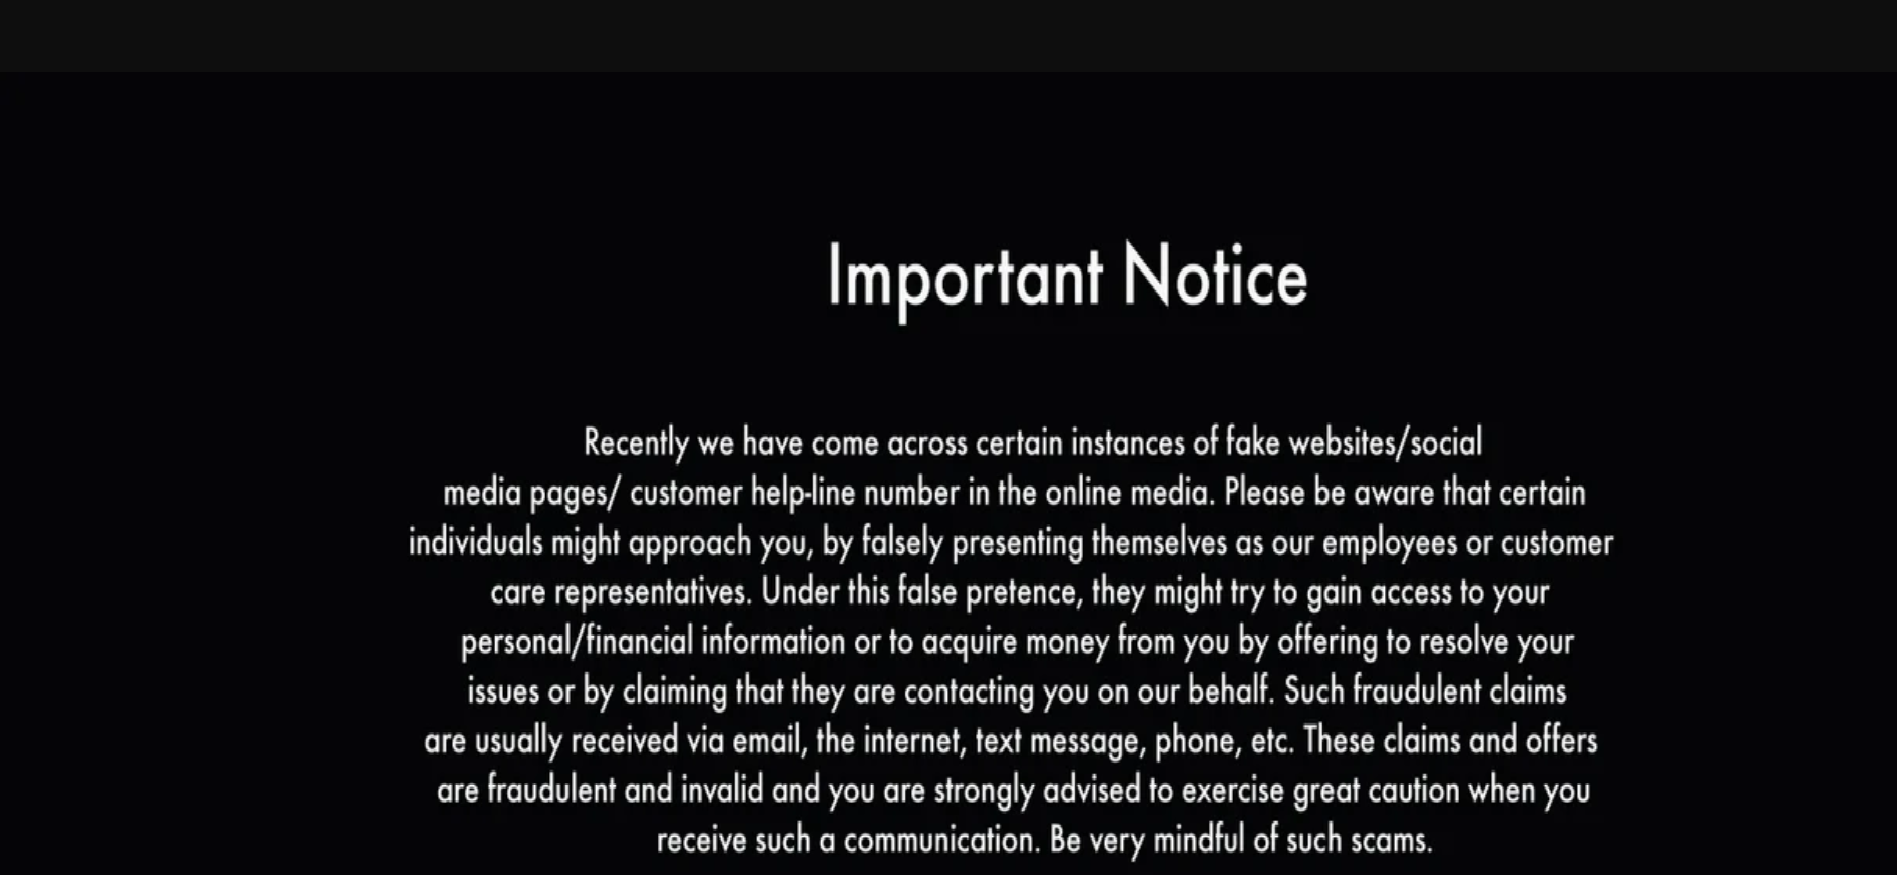 Important Notice
Recently we have come across certain instances of fake websites/social
media pages/ customer help-line number in the online media. Please be aware that certain
individuals might approach you, by falsely presenting themselves as our employees or customer
care representatives. Under this false pretence, they might try to gain access to your
personal/financial information or to acquire money from you by offering to resolve your
issues or by claiming that they are contacting you on our behalf. Such fraudulent claims
are usually received via email, the internet, text message, phone, etc. These claims and offers
are fraudulent and invalid and you are strongly advised to exercise great caution when you
receive such a communication. Be very mindful of such scams.